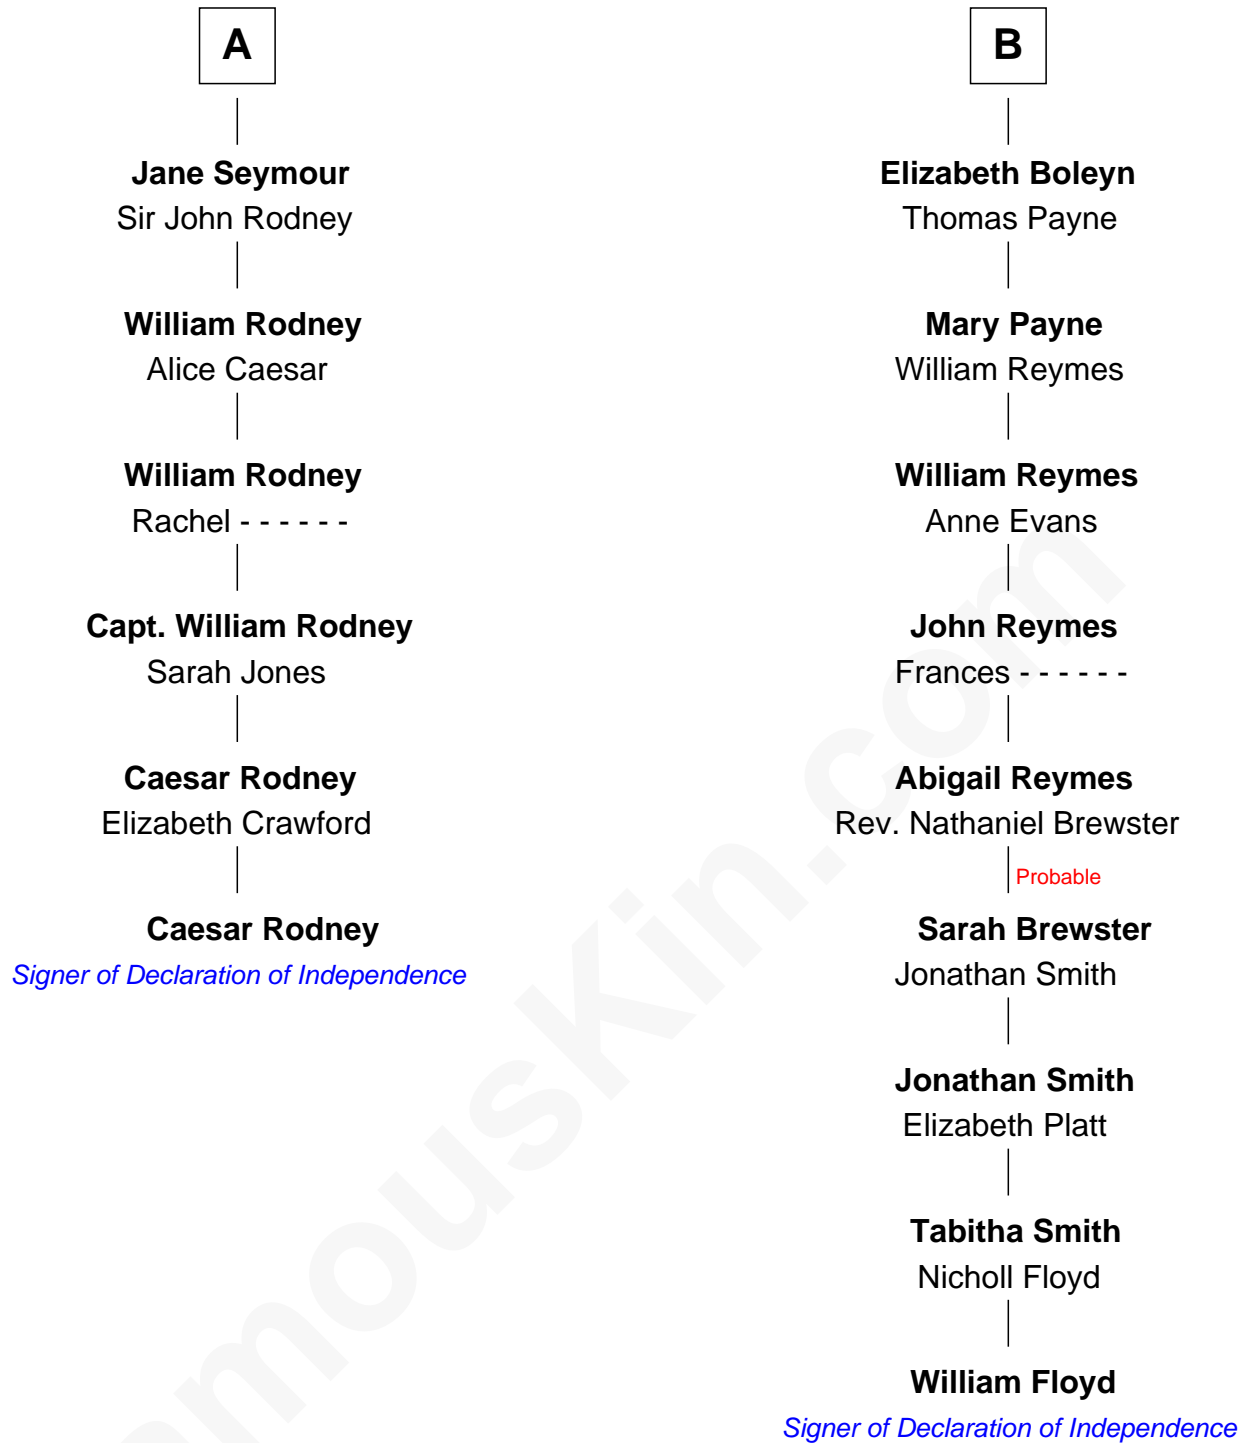 A
Jane Seymour
Sir John Rodney
William Rodney
Alice Caesar
William Rodney
Rachel - - - - - -
Capt. William Rodney
Sarah Jones
Caesar Rodney
Elizabeth Crawford
Caesar Rodney
Signer of Declaration of Independence
B
Elizabeth Boleyn
Thomas Payne
Mary Payne
William Reymes
William Reymes
Anne Evans
John Reymes
Frances - - - - - -
Abigail Reymes
Rev. Nathaniel Brewster
Probable
Sarah Brewster
Jonathan Smith
Jonathan Smith
Elizabeth Platt
Tabitha Smith
Nicholl Floyd
William Floyd
Signer of Declaration of Independence
amouskin.com